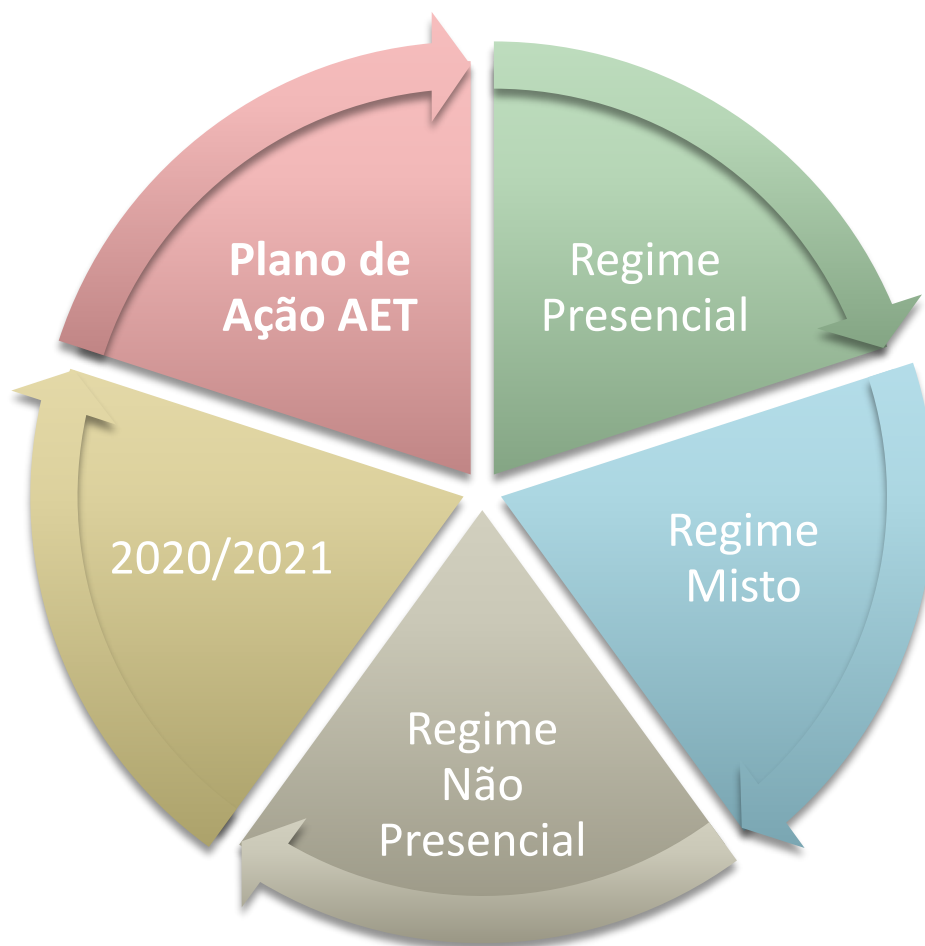 Plano de
Ação AET
Regime
Presencial
Regime
Misto
Regime
Não
Presencial
2020/2021